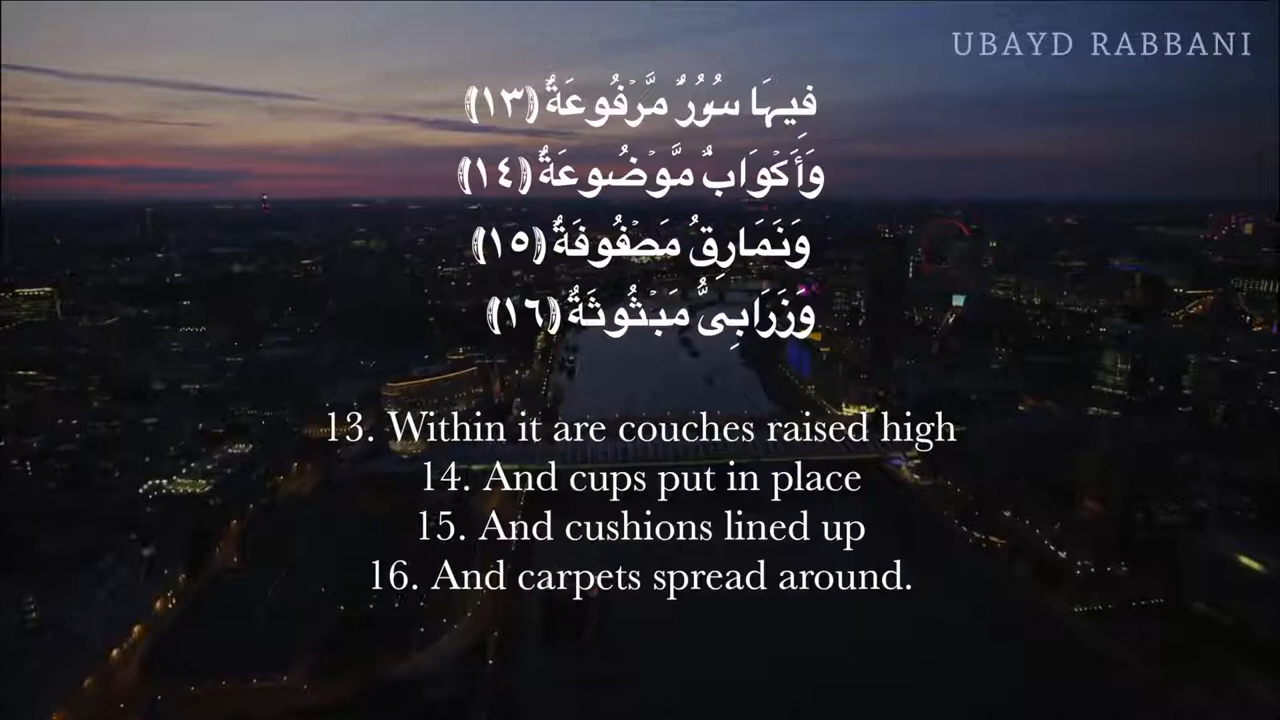 UBAYD RABBANI
فِيهَا سُرُرٌ مَّرْفُوعَةٌ ﴿١٣﴾
وَأَكْوَابٌ مَّوْضُوعَةٌ ﴿١٤﴾
وَنَمَارِقُ مَصْفُوفَةٌ ﴿١٥﴾
وَزَرَابِىُّ مَبْثُوثَةٌ ﴿١٦﴾
13. Within it are couches raised high
14. And cups put in place
15. And cushions lined up
16. And carpets spread around.